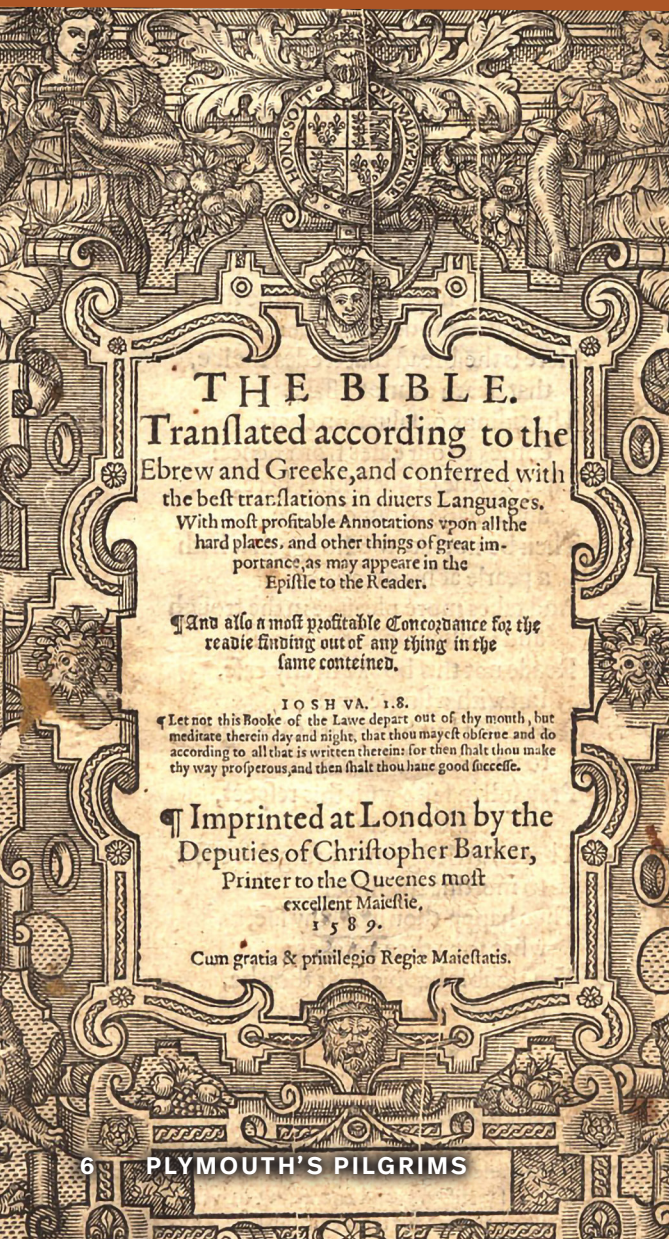 THE BIBLE.
Tranſlated according to the
Ebrew and Greeke, and conferred with
the beſt tranſlations in diuers Languages.
With moſt profitable Annotations vpon all the
hard places, and other things of great im-
portance, as may appeare in the
Epiſtle to the Reader.
¶And alſo a moſt profitable Concordance for the
readie finding out of any thing in the
ſame conteined.
IOSHVA. 1.8.
¶Let not this Booke of the Lawe depart out of thy mouth, but
meditate therein day and night, that thou mayeſt obſerue and do
according to all that is written therein: for then ſhalt thou make
thy way proſperous, and then ſhalt thou haue good ſucceſſe.
¶ Imprinted at London by the
Deputies of Chriſtopher Barker,
Printer to the Queenes moſt
excellent Maieſtie.
1589.
Cum gratia & priuilegio Regiæ Maieſtatis.
6 PLYMOUTH’S PILGRIMS